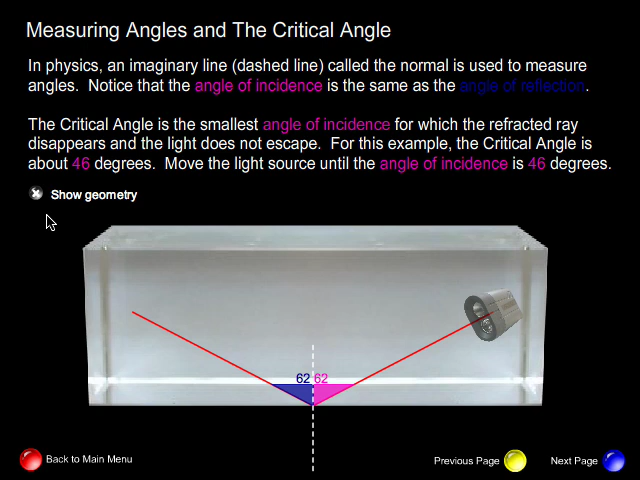 Measuring Angles and The Critical Angle
In physics, an imaginary line (dashed line) called the normal is used to measure
angles.  Notice that the angle of incidence is the same as the angle of reflection.
The Critical Angle is the smallest angle of incidence for which the refracted ray
disappears and the light does not escape.  For this example, the Critical Angle is
about 46 degrees.  Move the light source until the angle of incidence is 46 degrees.
Show geometry
62 62
Back to Main Menu
Previous Page
Next Page